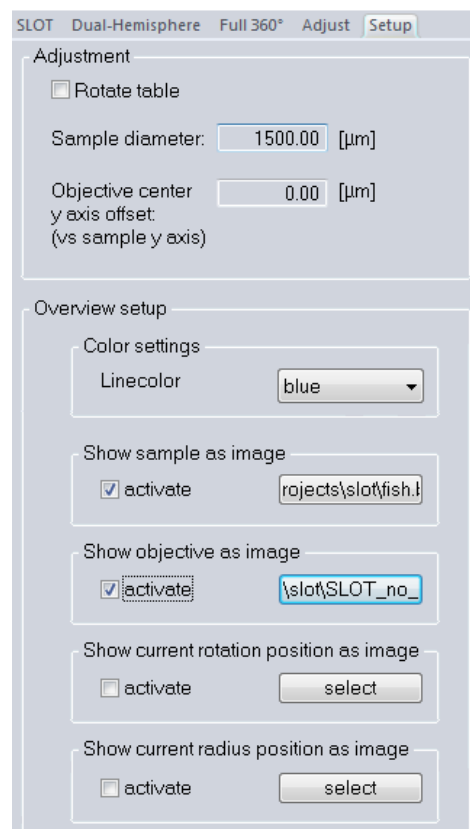 SLOT Dual-Hemisphere Full 360° Adjust Setup
Adjustment
Rotate table
Sample diameter: 1500.00 [µm]
Objective center 0.00 [µm]
y axis offset:
(vs sample y axis)
Overview setup
Color settings
Linecolor blue
Show sample as image
activate rojects\slot\fish.b
Show objective as image
activate \slot\SLOT_no_
Show current rotation position as image
activate select
Show current radius position as image
activate select